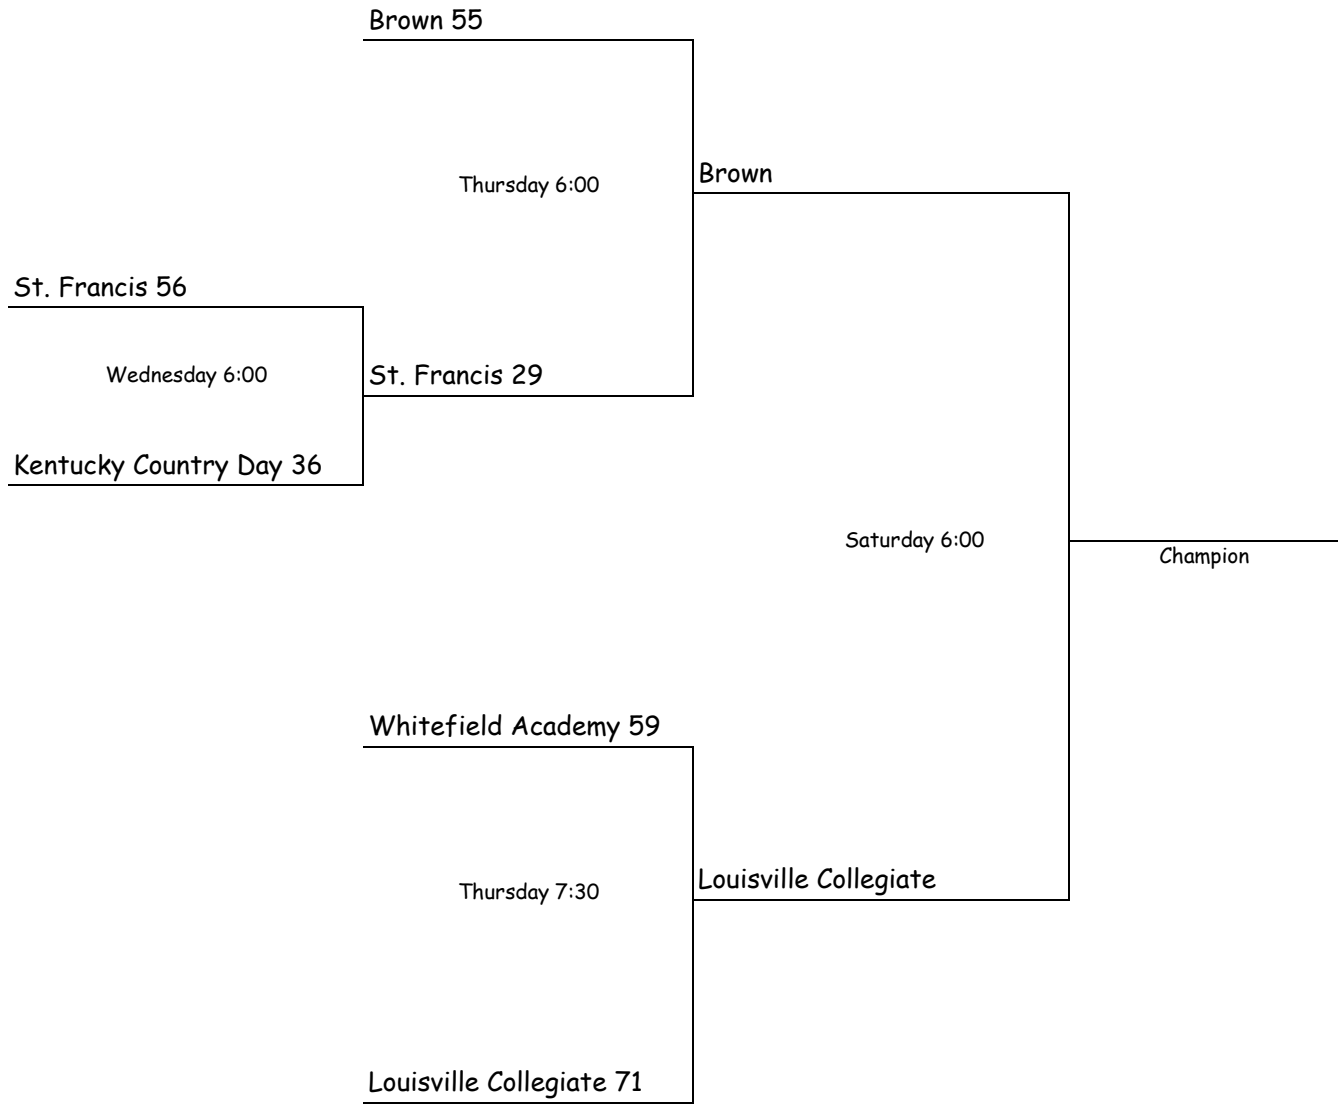 Brown 55
Thursday 6:00
Brown
St. Francis 56
Wednesday 6:00
St. Francis 29
Kentucky Country Day 36
Saturday 6:00
Champion
Whitefield Academy 59
Thursday 7:30
Louisville Collegiate
Louisville Collegiate 71